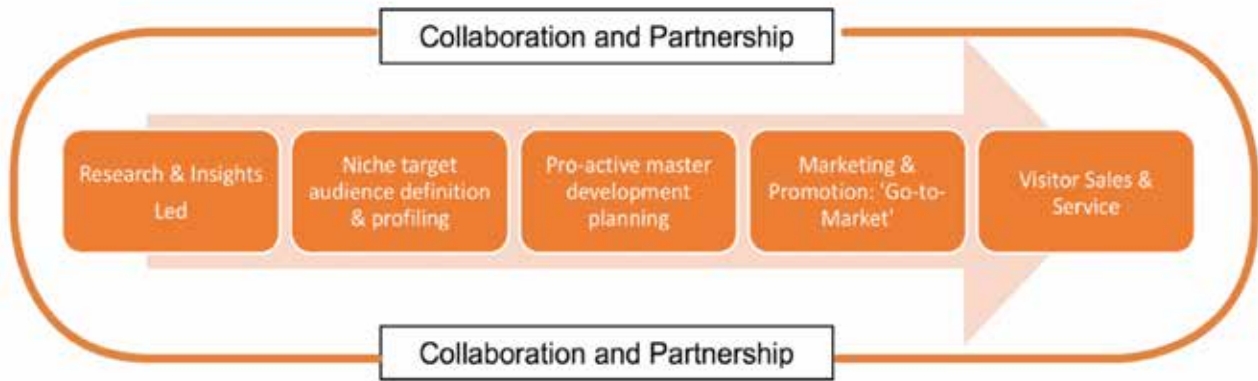 Collaboration and Partnership
Research & Insights
Led
Niche target
audience definition
& profiling
Pro-active master
development
planning
Marketing &
Promotion: 'Go-to-
Market'
Visitor Sales &
Service
Collaboration and Partnership